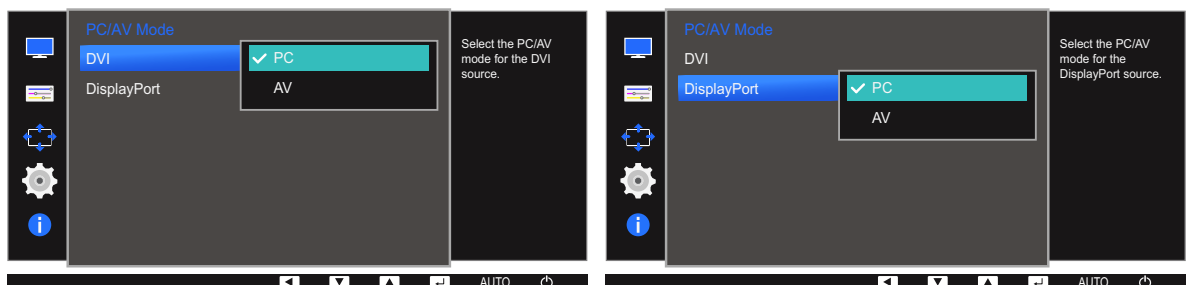 PC/AV Mode
DVI
PC
DisplayPort
AV
Select the PC/AV
mode for the DVI
source.
AUTO
PC/AV Mode
DVI
DisplayPort
PC
AV
Select the PC/AV
mode for the
DisplayPort source.
AUTO